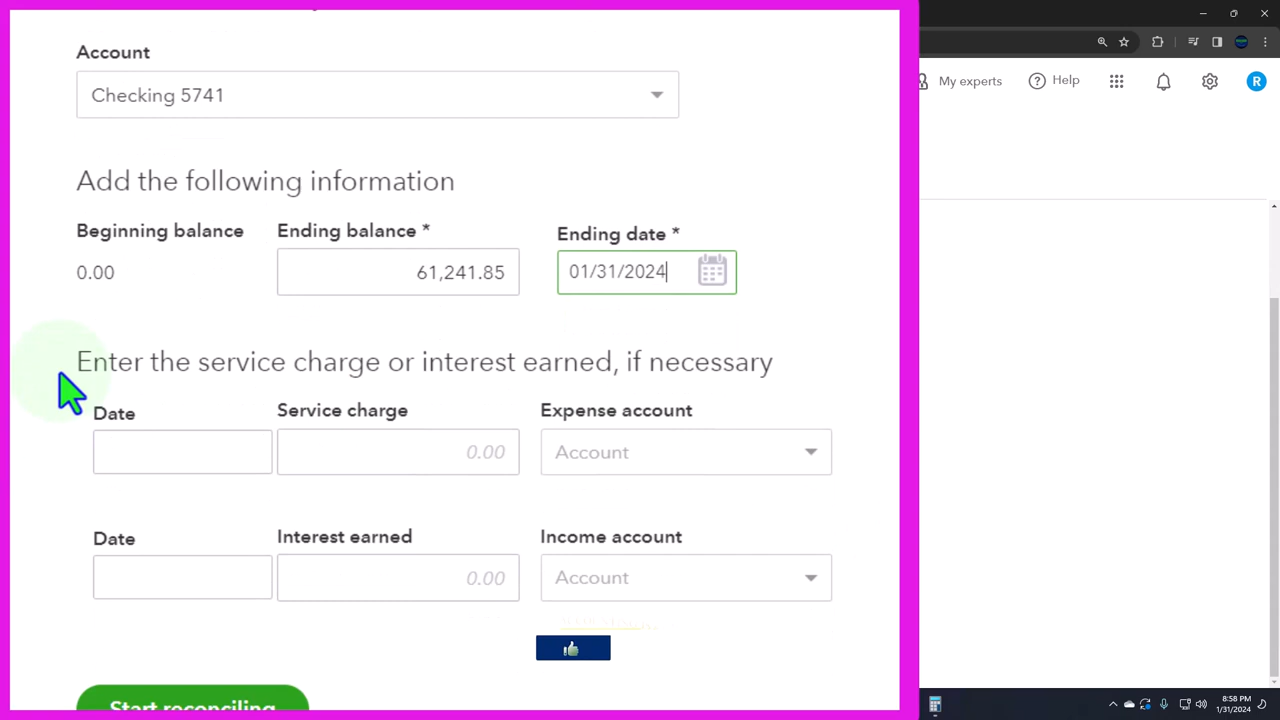 Account
Checking 5741
My experts
Help
R
Add the following information
Beginning balance
Ending balance *
Ending date *
0.00
61,241.85
01/31/2024
Enter the service charge or interest earned, if necessary
Date
Service charge
Expense account
0.00
Account
Date
Interest earned
Income account
0.00
Account
Start reconciling
8:58 PM
1/31/2024